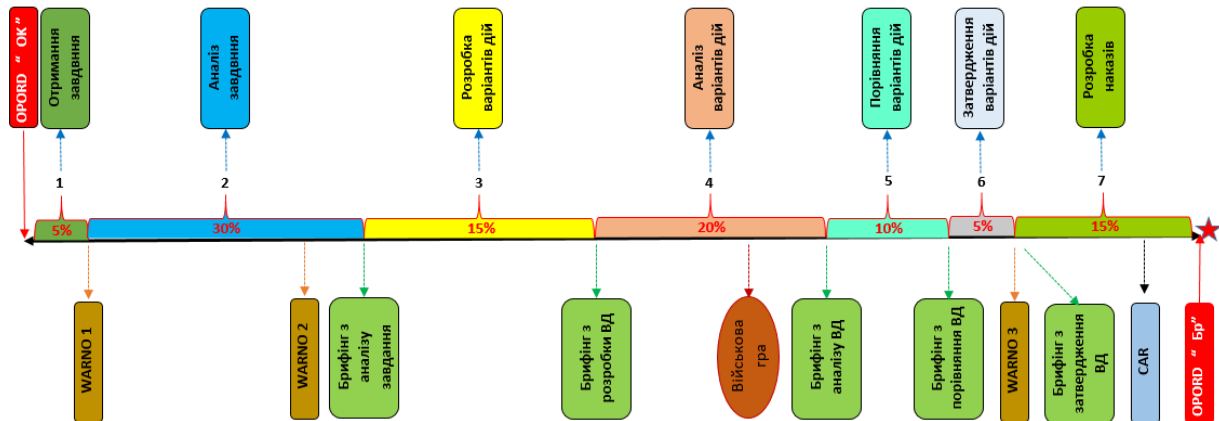 OPORD “ ОК”
Отримання
завдвння
Аналіз
завдвння
Розробка
варіантів дій
Аналіз
варіантів дій
Порівняння
варіантів дій
Затвердження
варіантів дій
Розробка
наказів
1
2
3
4
5
6
7
5%
30%
15%
20%
10%
5%
15%
WARNO 1
WARNO 2
Брифінг з
аналізу
завдання
Брифінг з
розробки ВД
Військова
гра
Брифінг з
аналізу ВД
Брифінг з
порівняння ВД
WARNO 3
Брифінг з
затвердження
ВД
CAR
OPORD “ Бр”